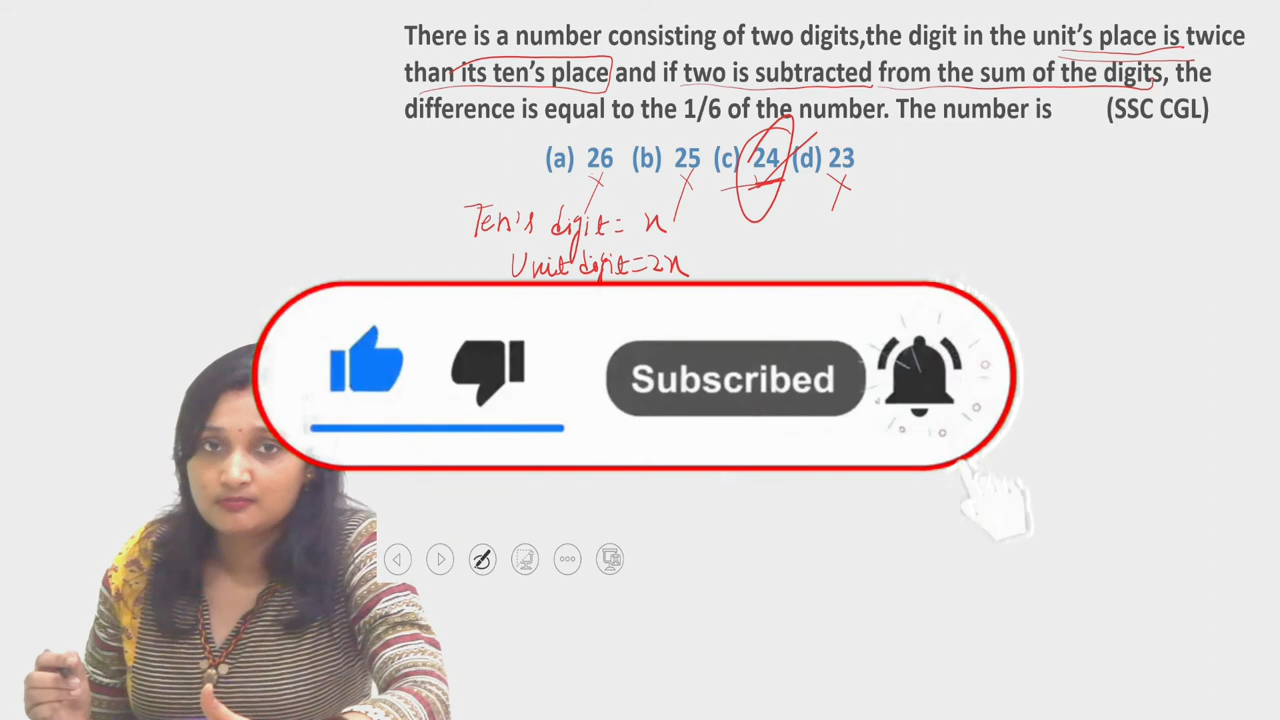 There is a number consisting of two digits,the digit in the unit's place is twice
than its ten's place and if two is subtracted from the sum of the digits, the
difference is equal to the 1/6 of the number. The number is (SSC CGL)
(a) 26 (b) 25 (c) 24 (d) 23
Ten's digit = x
Unit digit = 2x
Subscribed